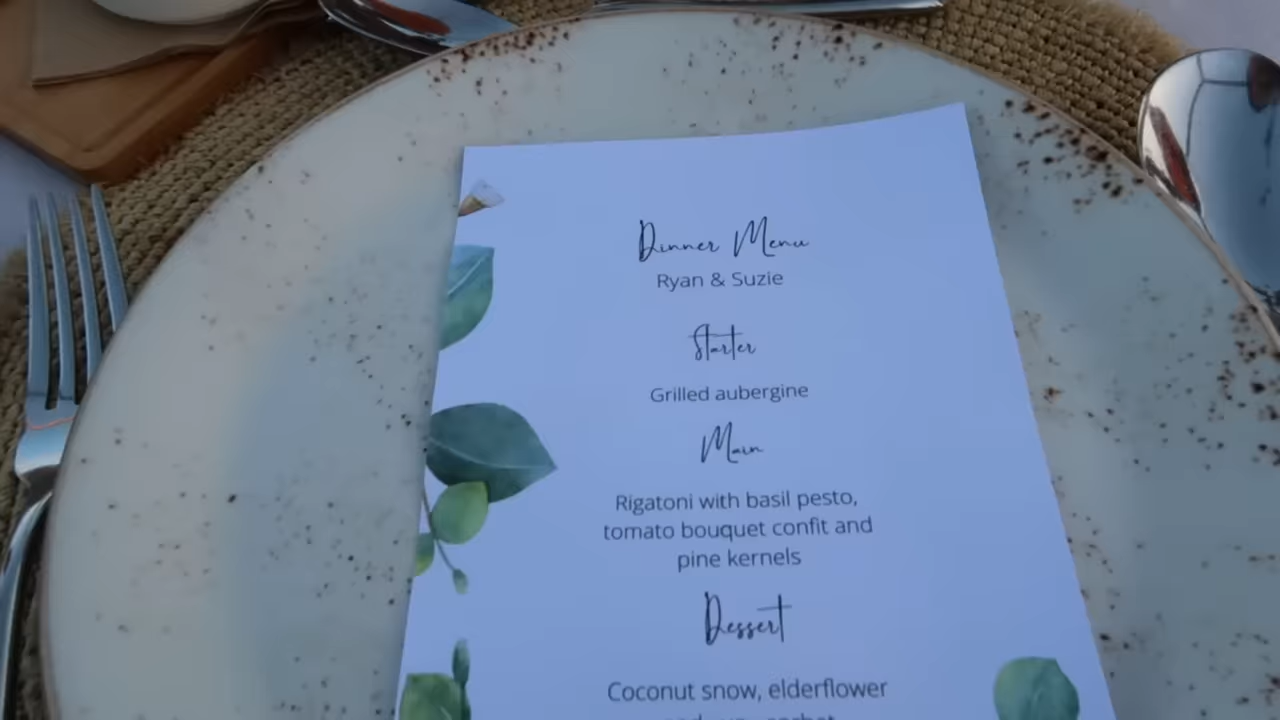 Dinner Menu
Ryan & Suzie
Starter
Grilled aubergine
Main
Rigatoni with basil pesto,
tomato bouquet confit and
pine kernels
Dessert
Coconut snow, elderflower